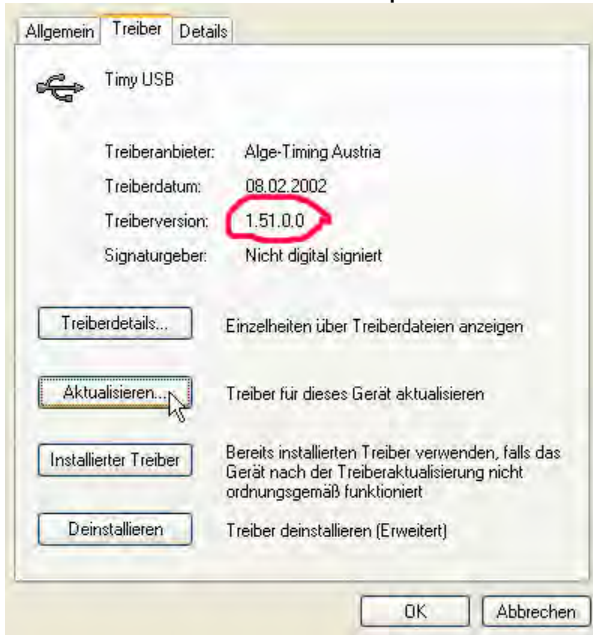 Allgemein Treiber Details
Timy USB
Treiberanbieter: Alge-Timing Austria
Treiberdatum: 08.02.2002
Treiberversion: 1.51.0.0
Signaturgeber: Nicht digital signiert
Treiberdetails... Einzelheiten über Treiberdateien anzeigen
Aktualisieren... Treiber für dieses Gerät aktualisieren
Installierter Treiber Bereits installierten Treiber verwenden, falls das
Gerät nach der Treiberaktualisierung nicht
ordnungsgemäß funktioniert
Deinstallieren Treiber deinstallieren (Erweitert)
OK Abbrechen